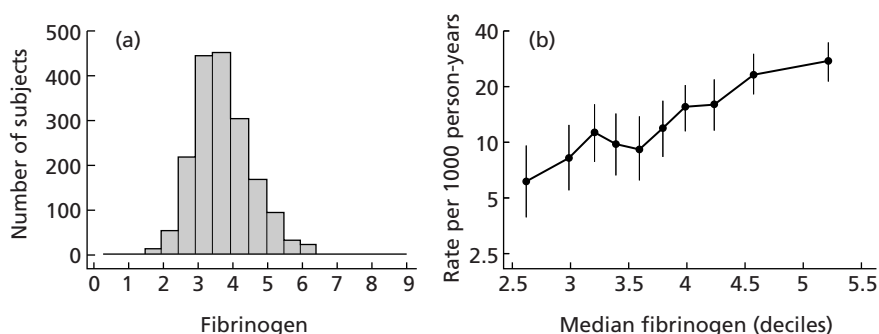 (a)
Number of subjects
500
400
300
200
100
0
0 1 2 3 4 5 6 7 8 9
Fibrinogen
(b)
Rate per 1000 person-years
40
20
10
5
2.5
2.5 3 3.5 4 4.5 5 5.5
Median fibrinogen (deciles)